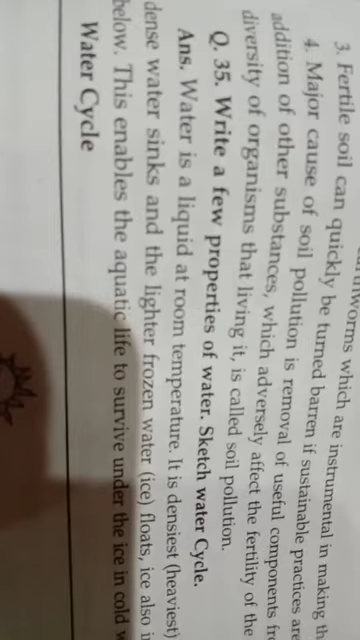 worms which are instrumental in making
3. Fertile soil can quickly be turned barren if sustainable practices are
4. Major cause of soil pollution is removal of useful components
addition of other substances, which adversely affect the fertility of the
diversity of organisms that living it, is called soil pollution.
Q. 35. Write a few properties of water. Sketch water Cycle.
Ans. Water is a liquid at room temperature. It is densiest (heaviest)
dense water sinks and the lighter frozen water (ice) floats, ice also
below. This enables the aquatic life to survive under the ice in cold
Water Cycle